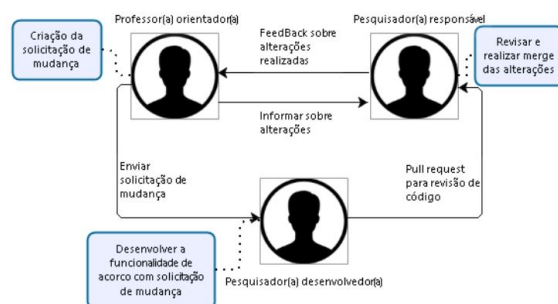 Professor(a) orientador(a)
Pesquisador(a) responsável
Criação da
solicitação de
mudança
FeedBack sobre
alterações
realizadas
Revisar e
realizar merge
das alterações
Informar sobre
alterações
Enviar
solicitação de
mudança
Pull request
para revisão de
código
Desenvolver a
funcionalidade de
acorco com solicitação
de mudança
Pesquisador(a) desenvolvedor(a)